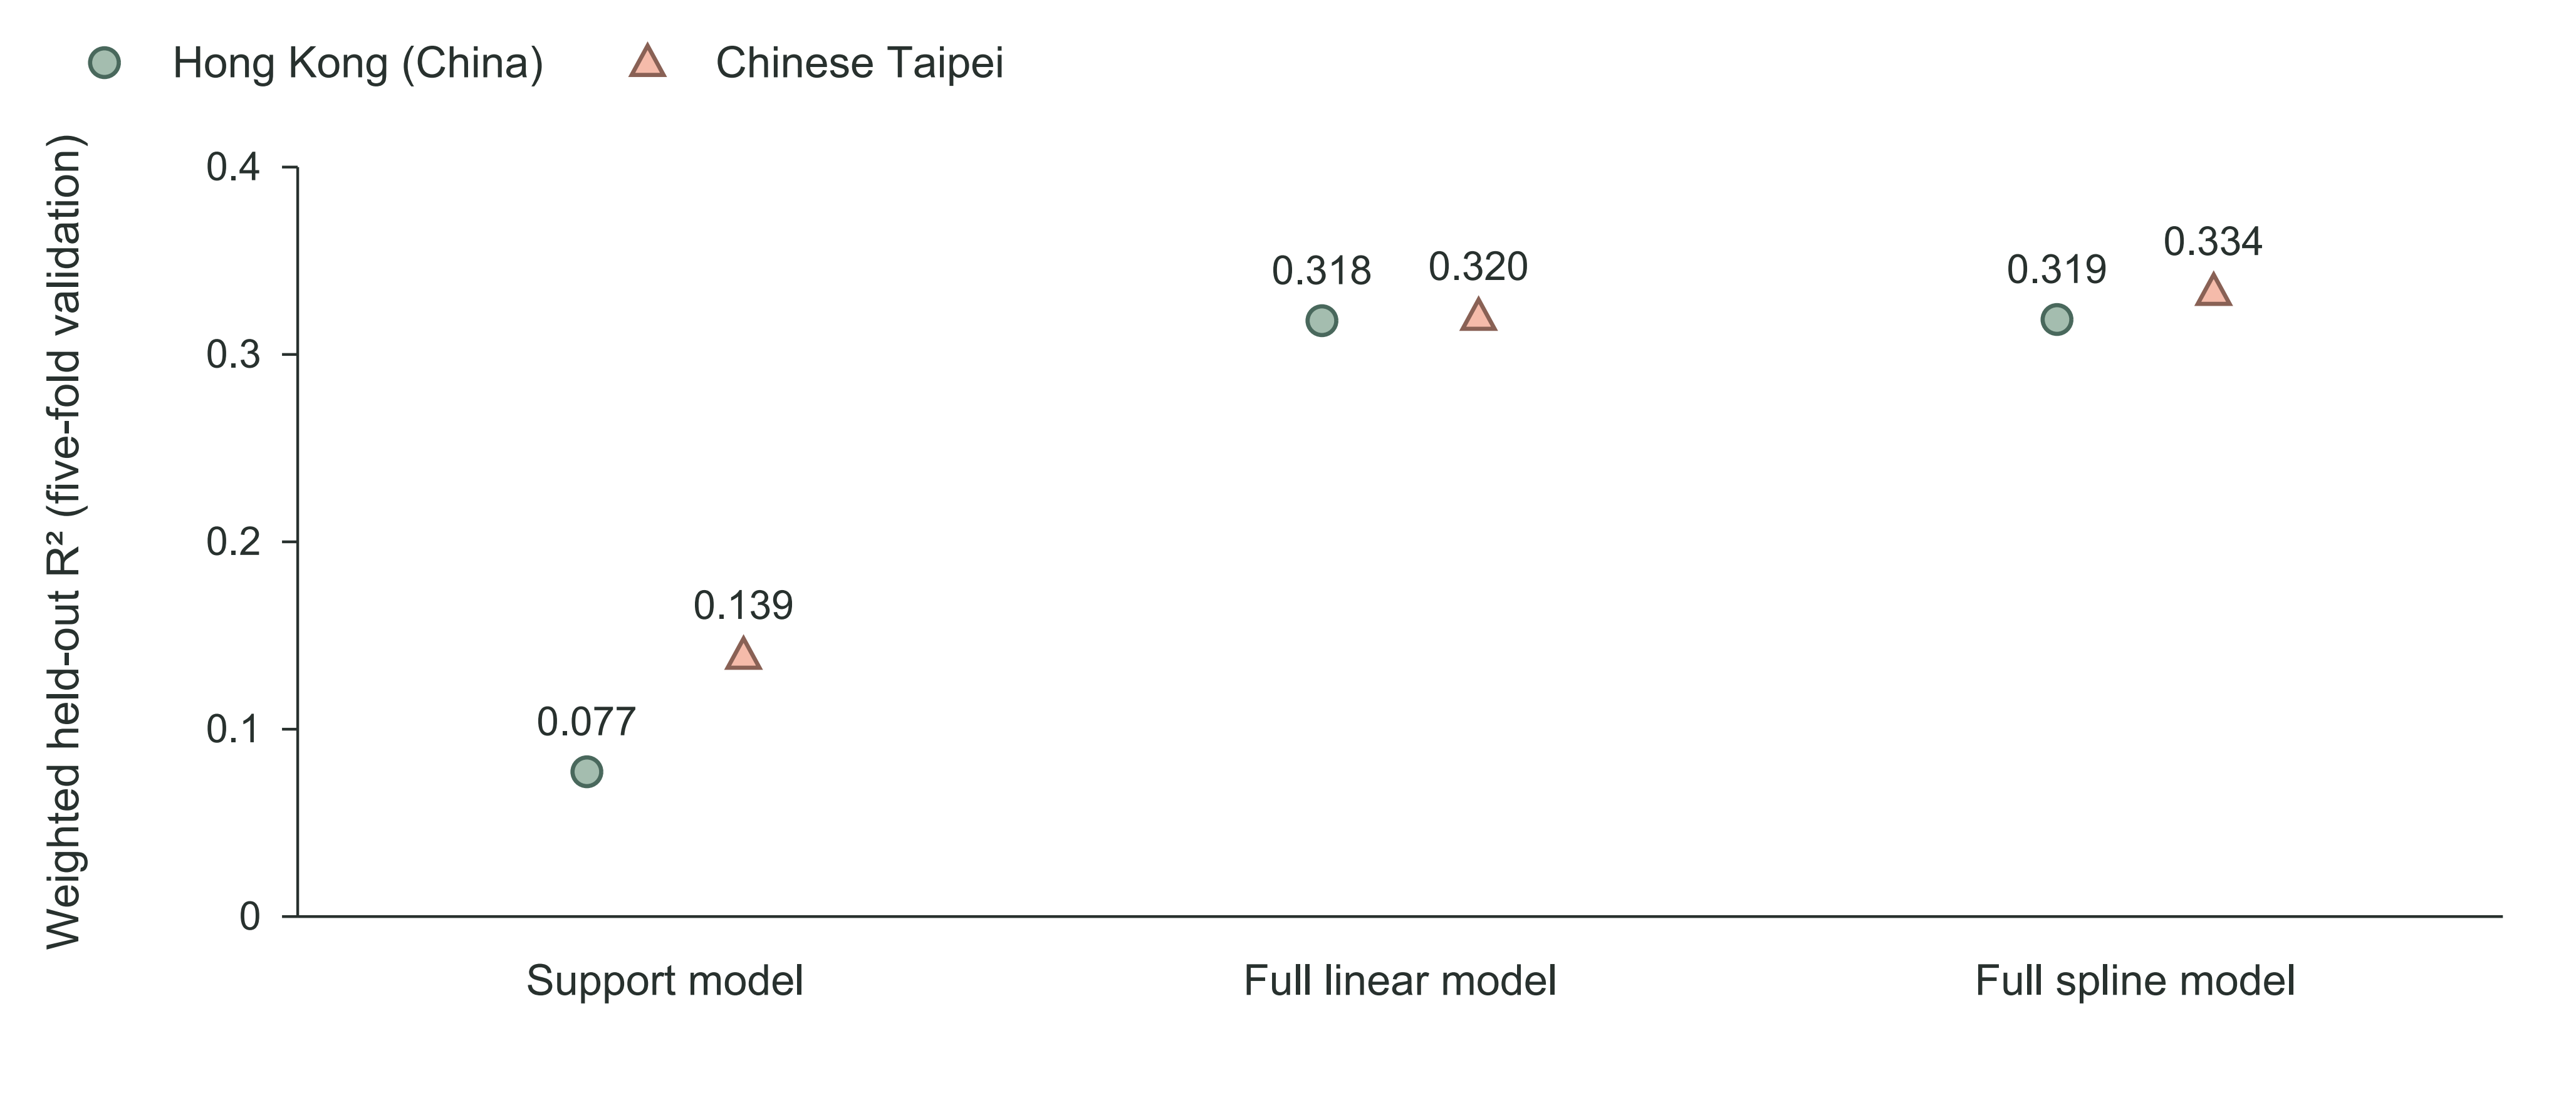 Hong Kong (China)
Chinese Taipei
Weighted held-out R² (five-fold validation)
0.4
0.3
0.2
0.1
0
0.077
0.139
0.318
0.320
0.319
0.334
Support model
Full linear model
Full spline model